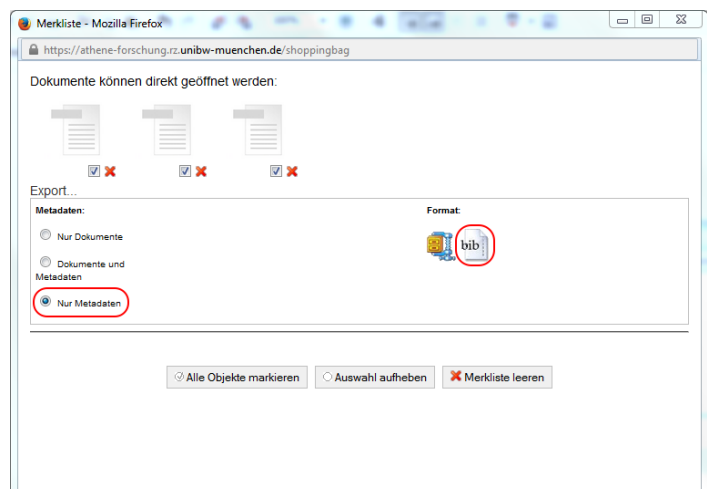 Merkliste - Mozilla Firefox
https://athene-forschung.rz.unibw-muenchen.de/shoppingbag
Dokumente können direkt geöffnet werden:
Export...
Metadaten:
Format:
Nur Dokumente
bib
Dokumente und
Metadaten
Nur Metadaten
Alle Objekte markieren
Auswahl aufheben
Merkliste leeren